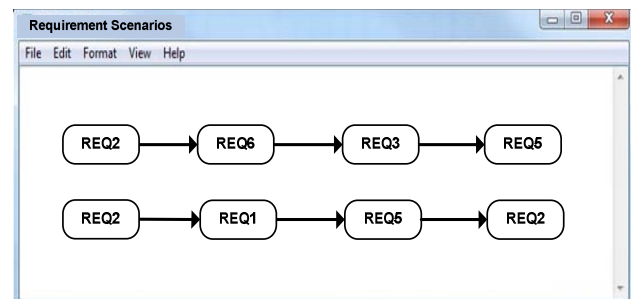 Requirement Scenarios
File Edit Format View Help
REQ2 REQ6 REQ3 REQ5
REQ2 REQ1 REQ5 REQ2